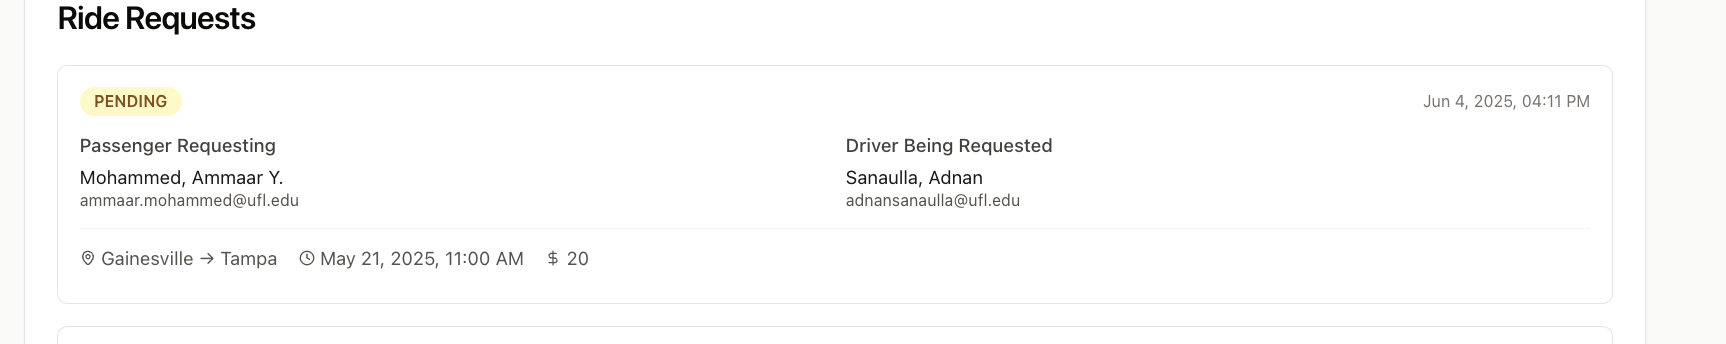 Ride Requests
PENDING
Jun 4, 2025, 04:11 PM
Passenger Requesting
Driver Being Requested
Mohammed, Ammaar Y.
Sanaulla, Adnan
ammaar.mohammed@ufl.edu
adnansanaulla@ufl.edu
Gainesville → Tampa
May 21, 2025, 11:00 AM
$ 20